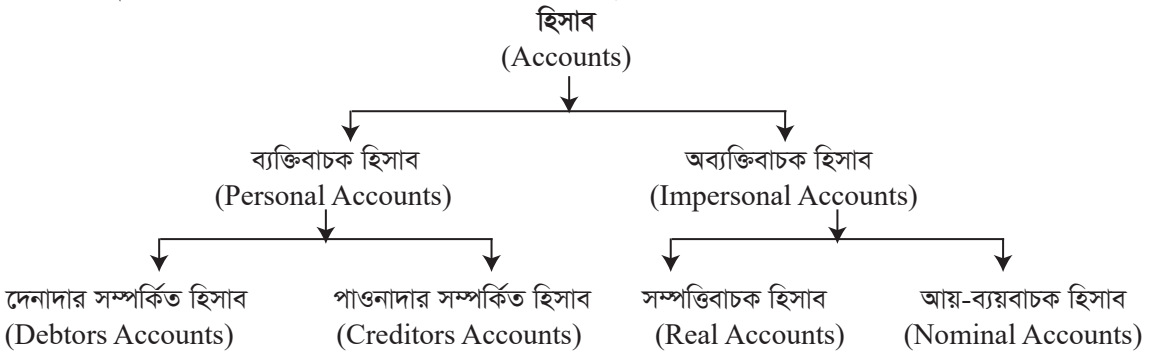 হিসাব
(Accounts)
ব্যক্তিবাচক হিসাব অব্যক্তিবাচক হিসাব
(Personal Accounts) (Impersonal Accounts)
দেনাদার সম্পর্কিত হিসাব পাওনাদার সম্পর্কিত হিসাব সম্পত্তিবাচক হিসাব আয়-ব্যয়বাচক হিসাব
(Debtors Accounts) (Creditors Accounts) (Real Accounts) (Nominal Accounts)